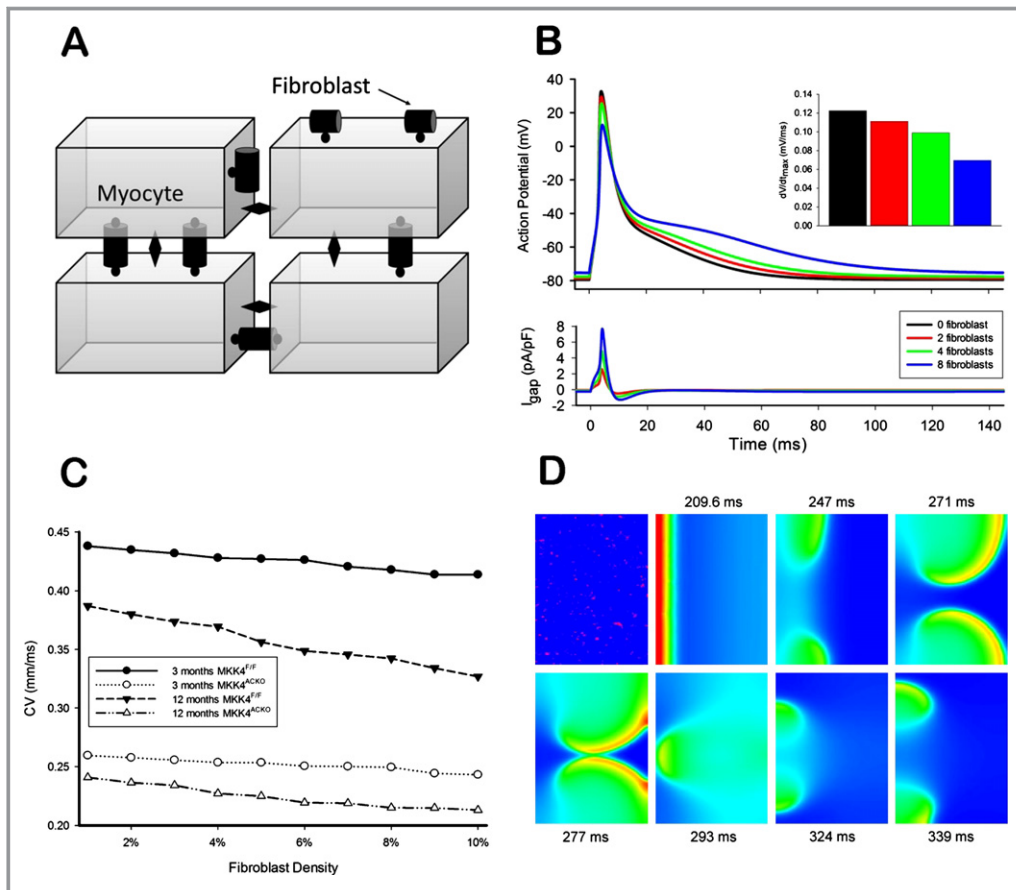 A
Fibroblast
Myocyte
B
Action Potential (mV)
40
20
0
-20
-40
-60
-80
dV/dtmax (mV/ms)
0.12
0.10
0.08
0.06
0.04
0.02
0.00
Igap (pA/pF)
8
6
4
2
0
-2
0 fibroblast
2 fibroblasts
4 fibroblasts
8 fibroblasts
0 20 40 60 80 100 120 140
Time (ms)
C
CV (mm/ms)
0.45
0.40
0.35
0.30
0.25
0.20
3 months MKK4F/F
3 months MKK4ACKO
12 months MKK4F/F
12 months MKK4ACKO
2% 4% 6% 8% 10%
Fibroblast Density
D
209.6 ms 247 ms 271 ms
277 ms 293 ms 324 ms 339 ms